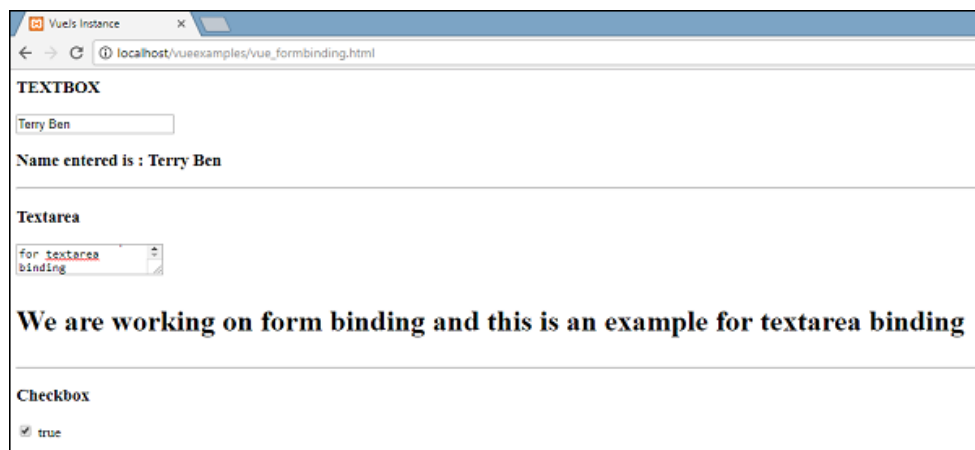 VueJs Instance
localhost/vueexamples/vue_formbinding.html
TEXTBOX
Terry Ben
Name entered is : Terry Ben
Textarea
for textarea
binding
We are working on form binding and this is an example for textarea binding
Checkbox
true